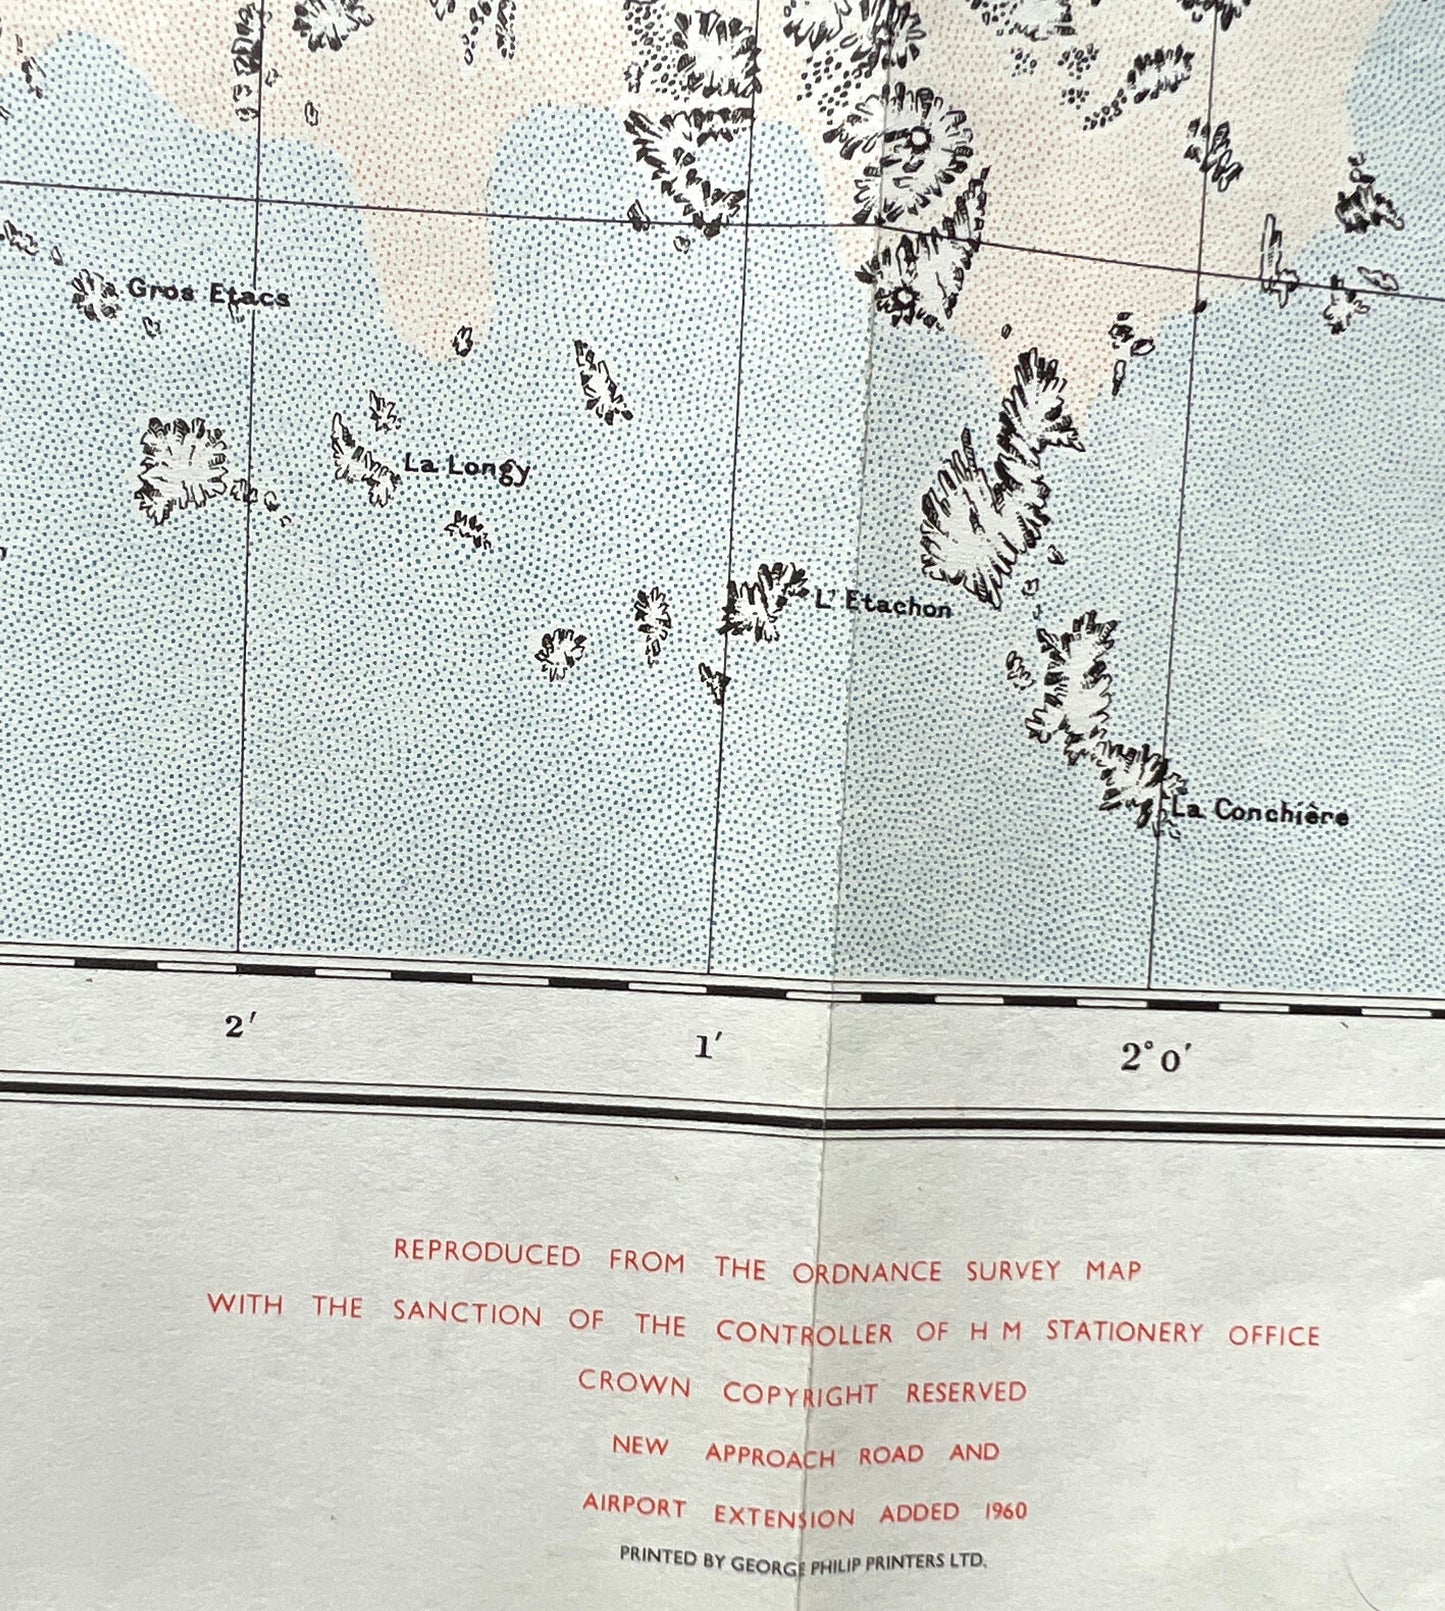 Gros Etacs
La Longy
L' Etachon
La Conchière
2'
1'
2° 0'
REPRODUCED FROM THE ORDNANCE SURVEY MAP
WITH THE SANCTION OF THE CONTROLLER OF H M STATIONERY OFFICE
CROWN COPYRIGHT RESERVED
NEW APPROACH ROAD AND
AIRPORT EXTENSION ADDED 1960
PRINTED BY GEORGE PHILIP PRINTERS LTD.